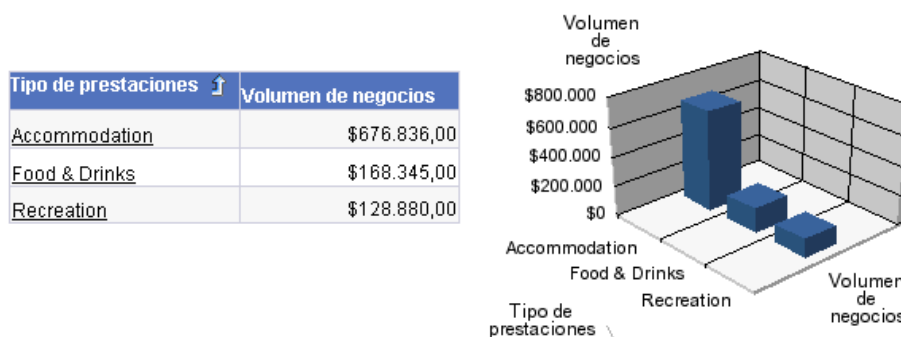 Tipo de prestaciones Volumen de negocios
Accommodation $676.836,00
Food & Drinks $168.345,00
Recreation $128.880,00
Volumen
de
negocios
$800.000
$600.000
$400.000
$200.000
$0
Accommodation
Food & Drinks
Recreation
Tipo de
prestaciones
Volumen
de
negocios